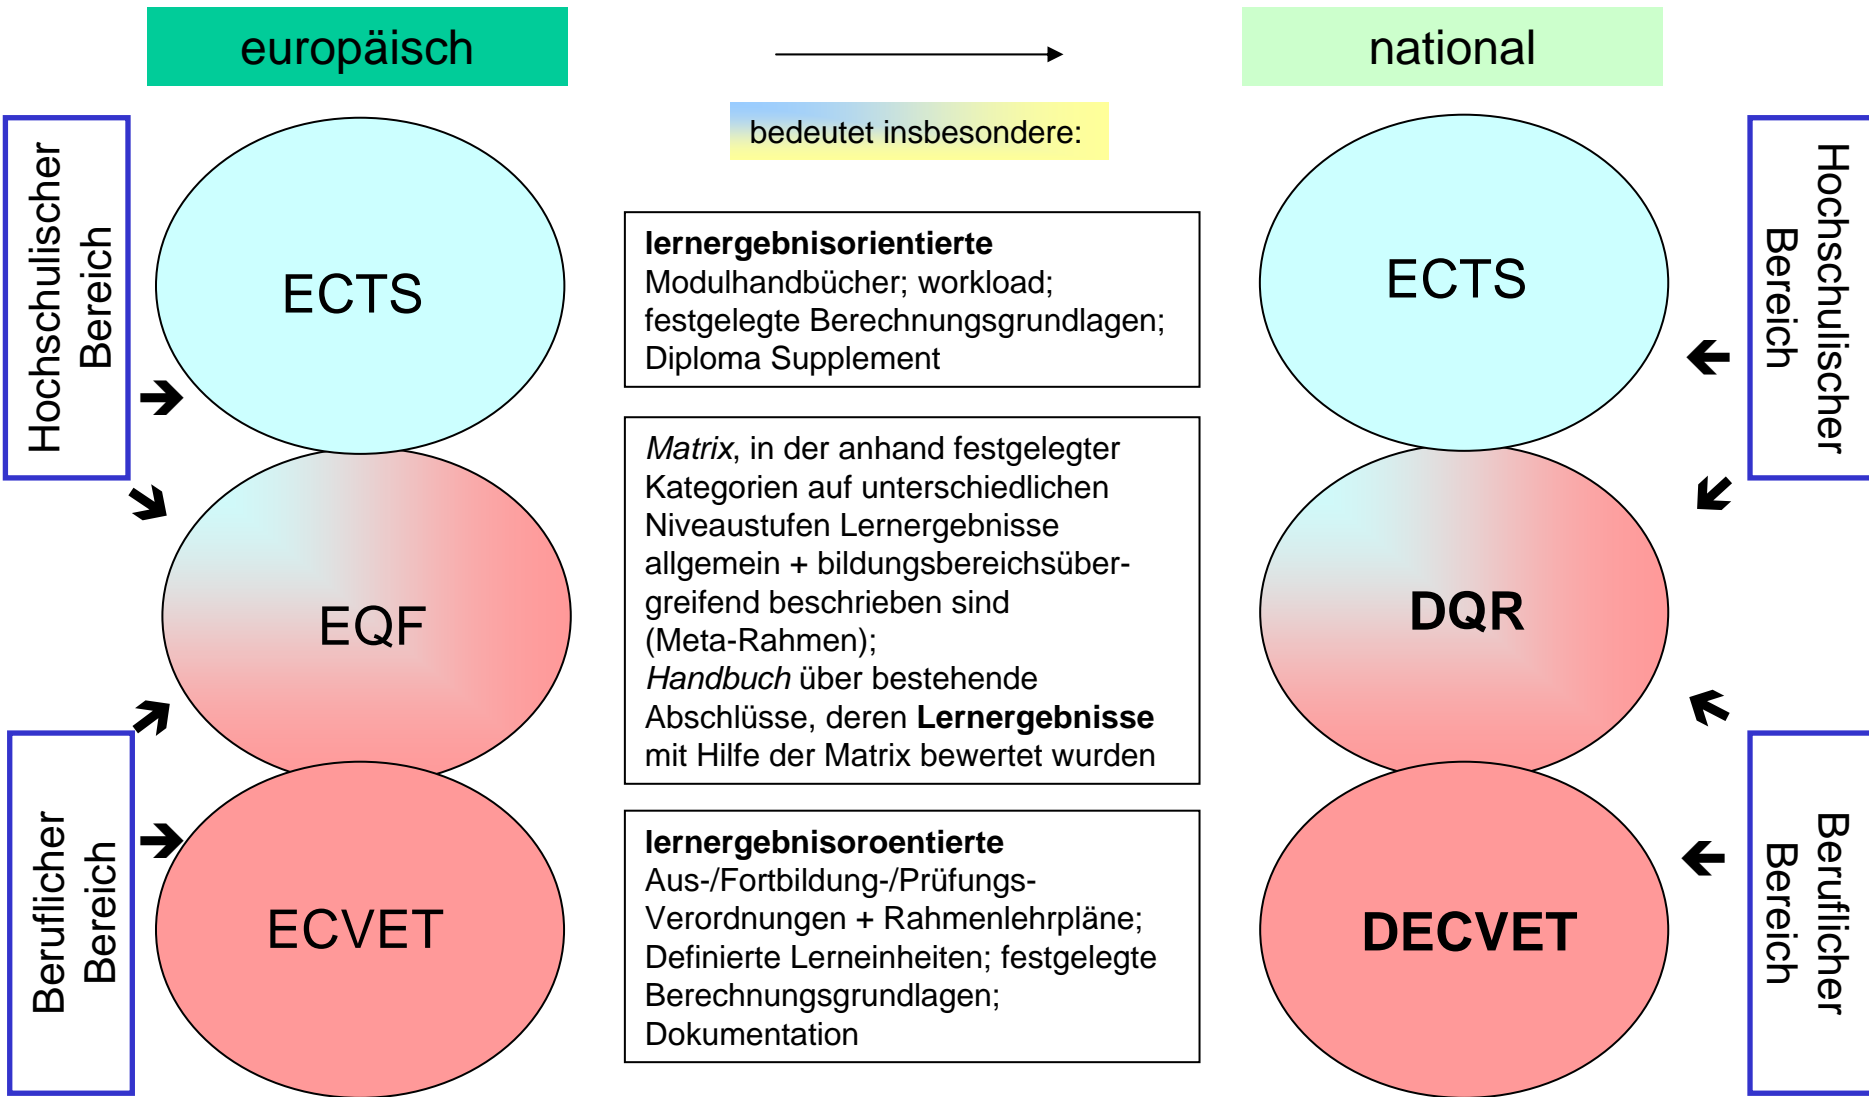 europäisch
national
bedeutet insbesondere:
Hochschulischer
Bereich
ECTS
lernergebnisorientierte
Modulhandbücher; workload;
festgelegte Berechnungsgrundlagen;
Diploma Supplement
ECTS
Hochschulischer
Bereich
EQF
Matrix, in der anhand festgelegter
Kategorien auf unterschiedlichen
Niveaustufen Lernergebnisse
allgemein + bildungsbereichsüber-
greifend beschrieben sind
(Meta-Rahmen);
Handbuch über bestehende
Abschlüsse, deren Lernergebnisse
mit Hilfe der Matrix bewertet wurden
DQR
Beruflicher
Bereich
ECVET
lernergebnisoroentierte
Aus-/Fortbildung-/Prüfungs-
Verordnungen + Rahmenlehrpläne;
Definierte Lerneinheiten; festgelegte
Berechnungsgrundlagen;
Dokumentation
DECVET
Beruflicher
Bereich